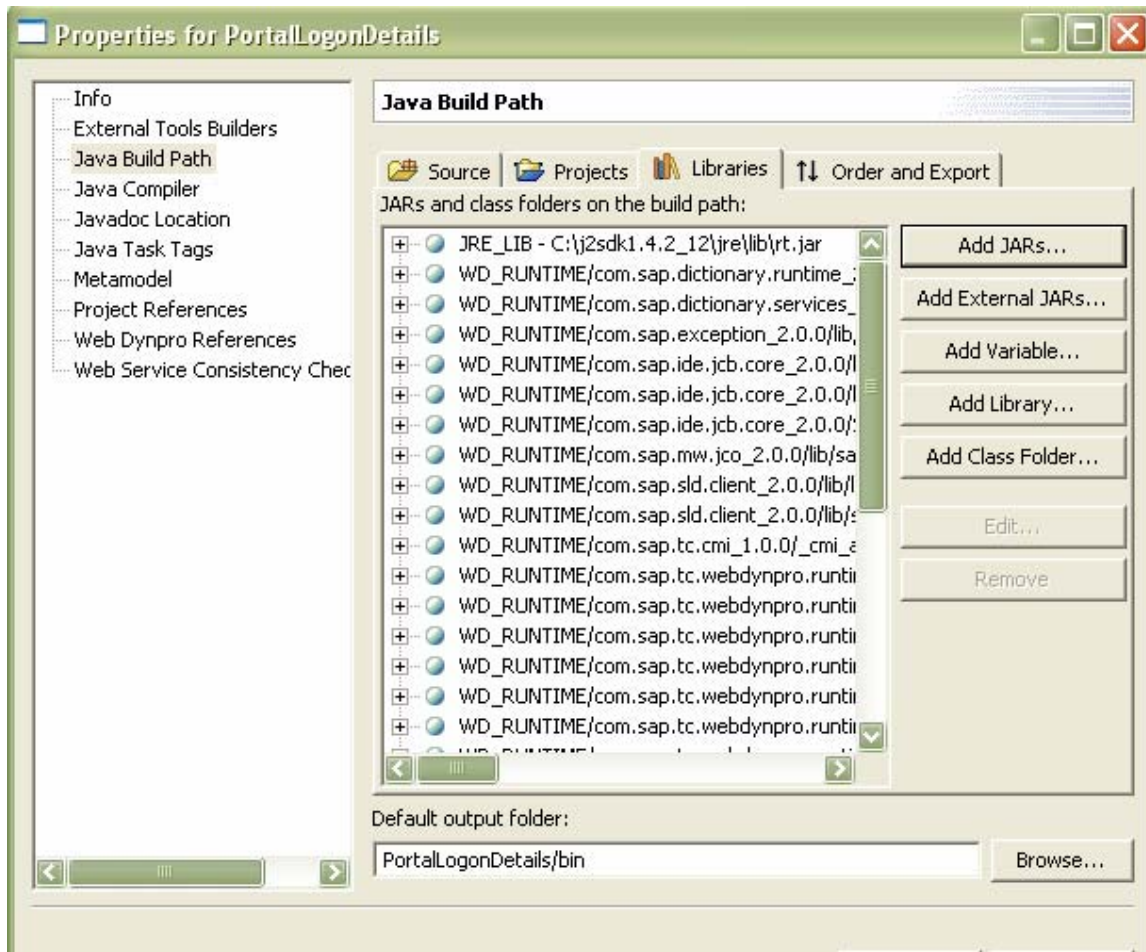 Properties for PortalLogonDetails
Info
External Tools Builders
Java Build Path
Java Compiler
Javadoc Location
Java Task Tags
Metamodel
Project References
Web Dynpro References
Web Service Consistency Chec
Java Build Path
Source Projects Libraries Order and Export
JARs and class folders on the build path:
JRE_LIB - C:\j2sdk1.4.2_12\jre\lib\rt.jar
WD_RUNTIME/com.sap.dictionary.runtime_
WD_RUNTIME/com.sap.dictionary.services_
WD_RUNTIME/com.sap.exception_2.0.0/lib
WD_RUNTIME/com.sap.ide.jcb.core_2.0.0/
WD_RUNTIME/com.sap.ide.jcb.core_2.0.0/
WD_RUNTIME/com.sap.ide.jcb.core_2.0.0/
WD_RUNTIME/com.sap.mw.jco_2.0.0/lib/sa
WD_RUNTIME/com.sap.sld.client_2.0.0/lib/
WD_RUNTIME/com.sap.sld.client_2.0.0/lib/
WD_RUNTIME/com.sap.tc.cmi_1.0.0/_cmi_a
WD_RUNTIME/com.sap.tc.webdynpro.runti
WD_RUNTIME/com.sap.tc.webdynpro.runti
WD_RUNTIME/com.sap.tc.webdynpro.runti
WD_RUNTIME/com.sap.tc.webdynpro.runti
WD_RUNTIME/com.sap.tc.webdynpro.runti
WD_RUNTIME/com.sap.tc.webdynpro.runti
Add JARs...
Add External JARs...
Add Variable...
Add Library...
Add Class Folder...
Edit...
Remove
Default output folder:
PortalLogonDetails/bin
Browse...